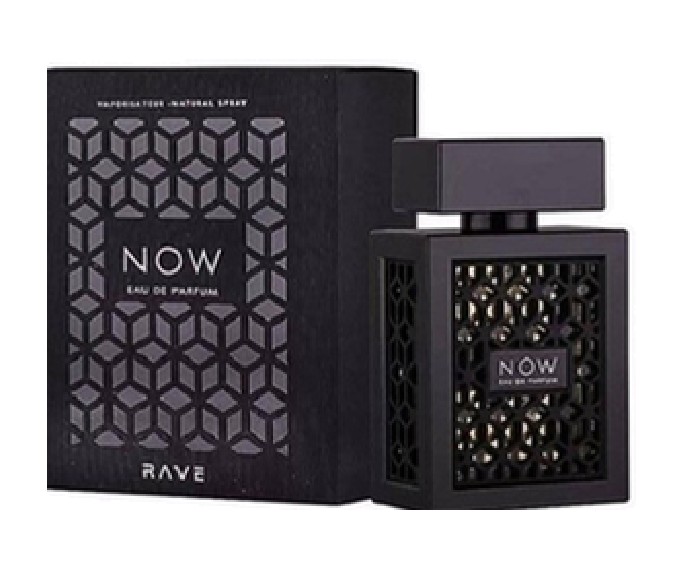 VAPORISATEUR - NATURAL SPRAY
NOW
EAU DE PARFUM
RAVE
NOW
EAU DE PARFUM